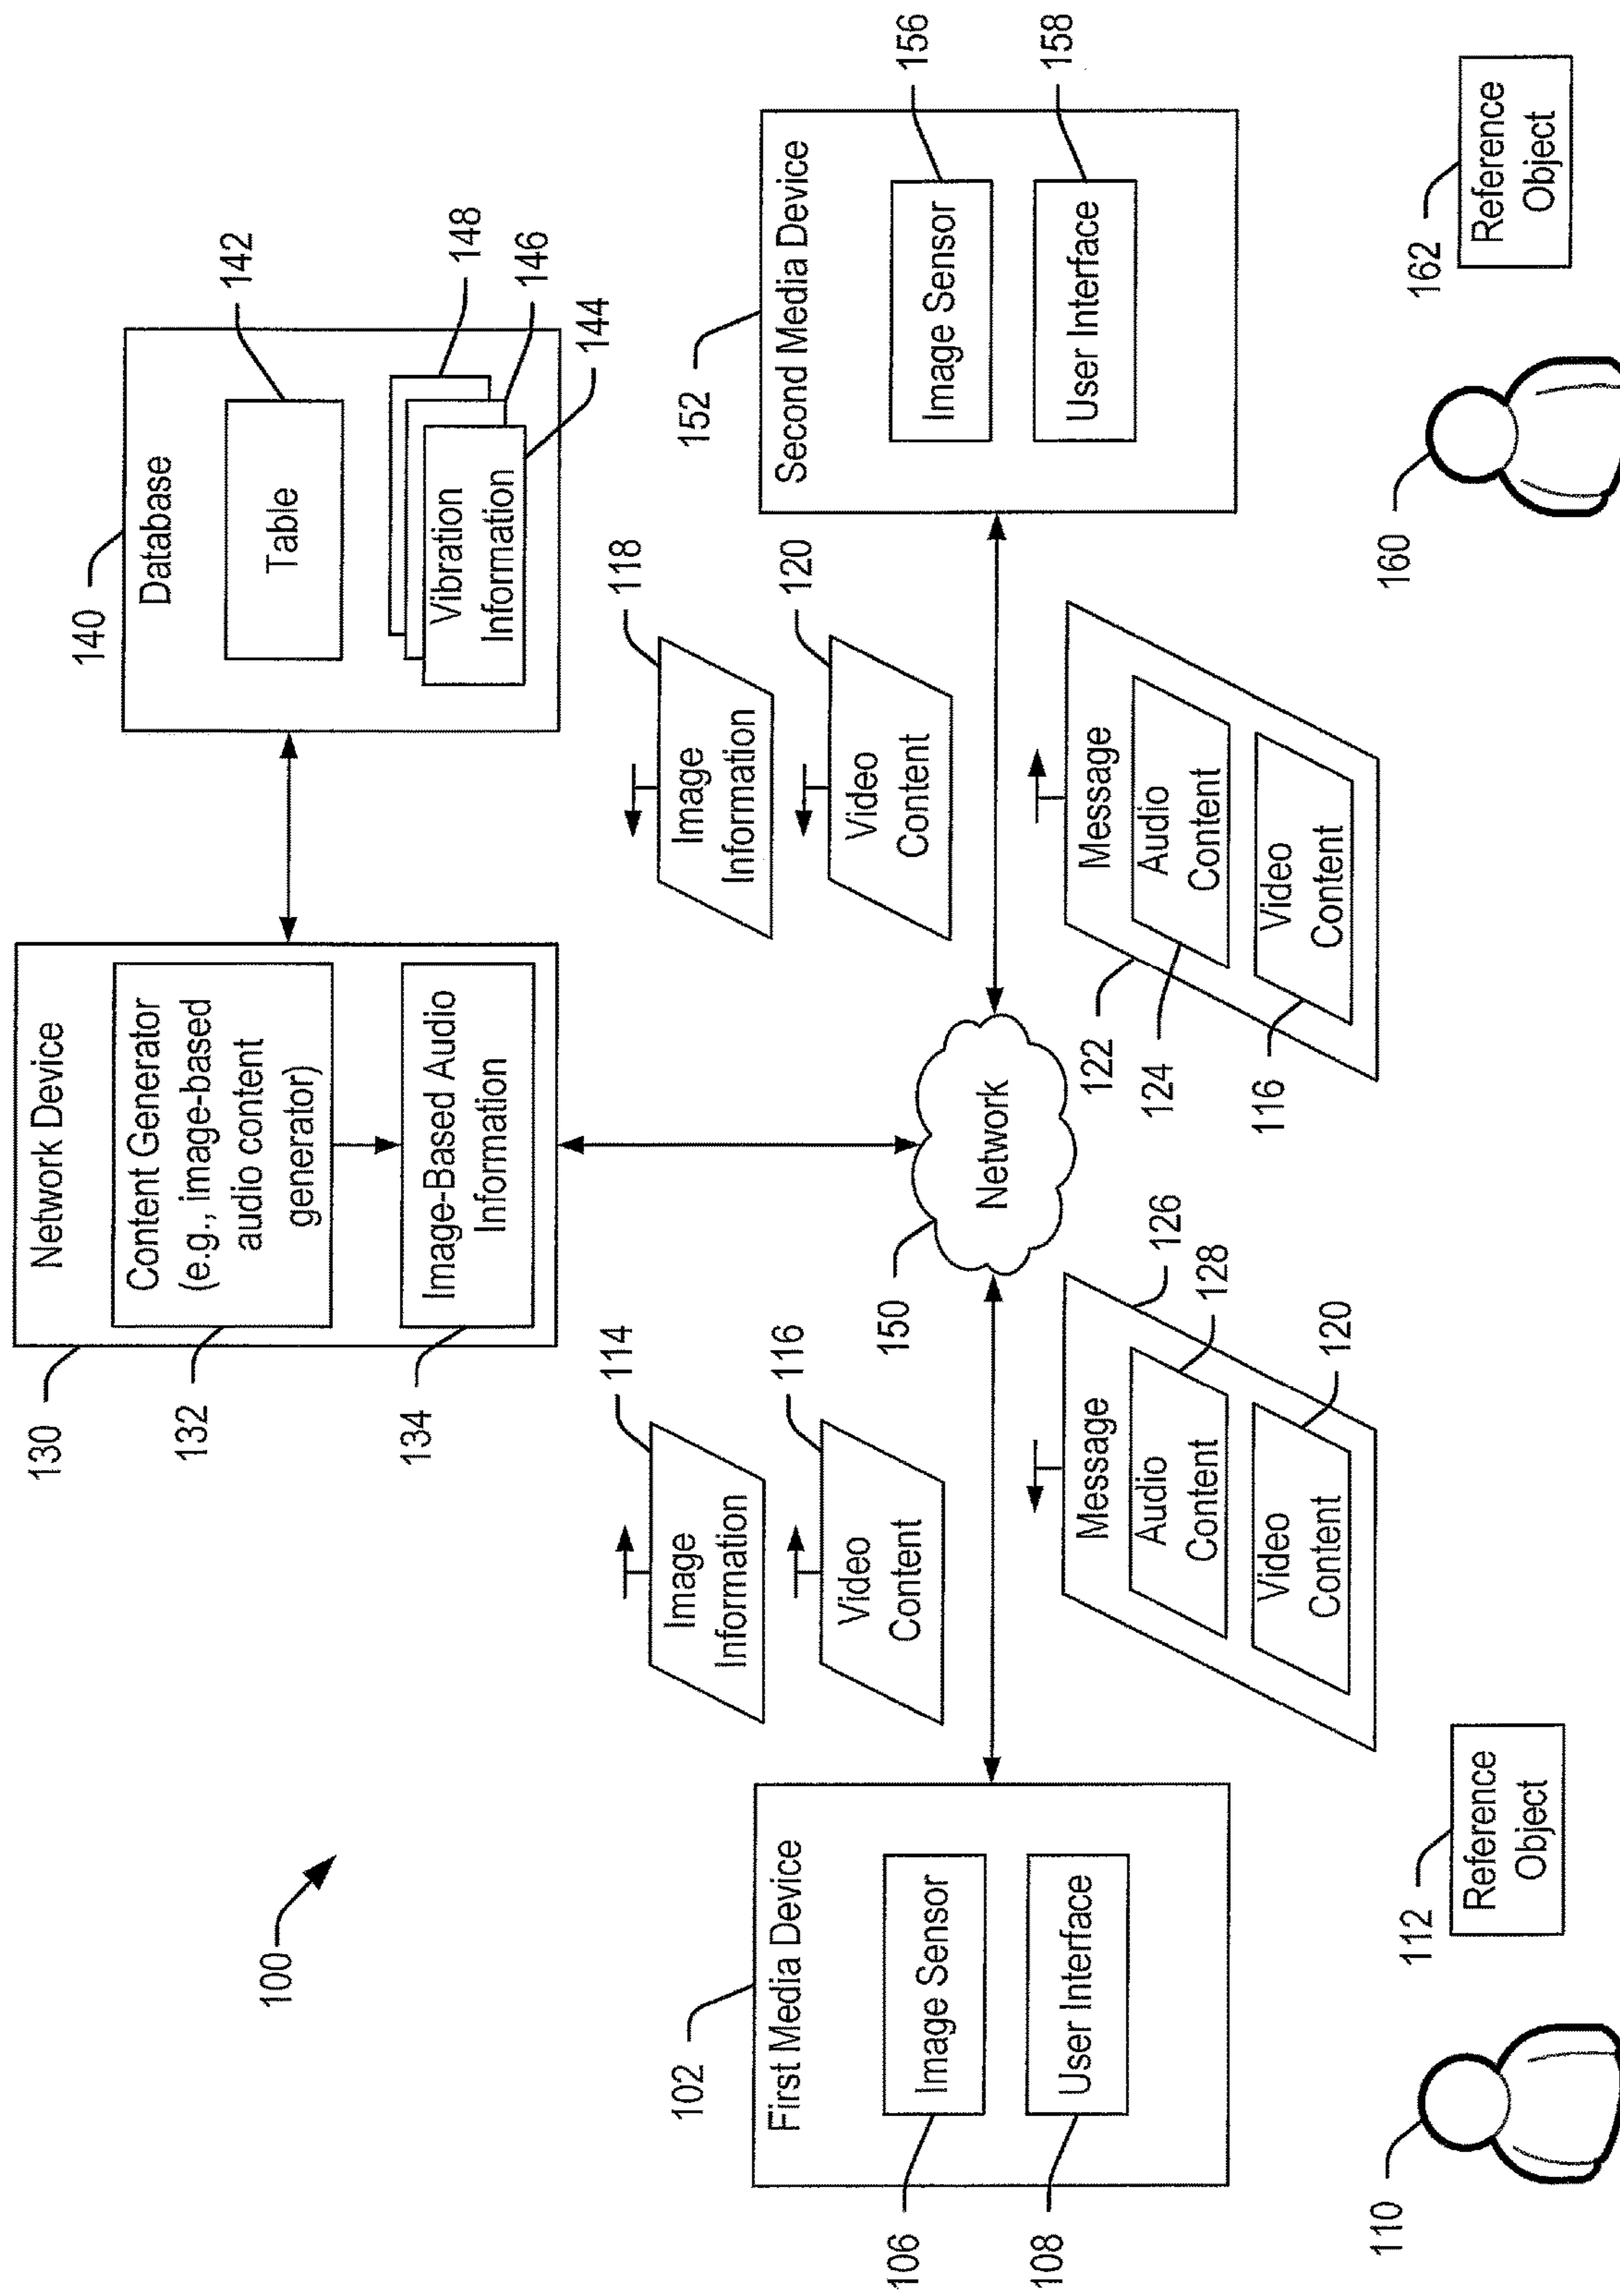 100
130
Network Device
132
Content Generator
(e.g., image-based
audio content
generator)
134
Image-Based Audio
Information
140
Database
142
Table
148
146
144
Vibration
Information
114
Image
Information
116
Video
Content
118
Image
Information
120
Video
Content
102
First Media Device
106
Image Sensor
108
User Interface
150
Network
152
Second Media Device
156
Image Sensor
158
User Interface
126
Message
128
Audio
Content
120
Video
Content
122
Message
124
Audio
Content
116
Video
Content
110
112
Reference
Object
160
162
Reference
Object